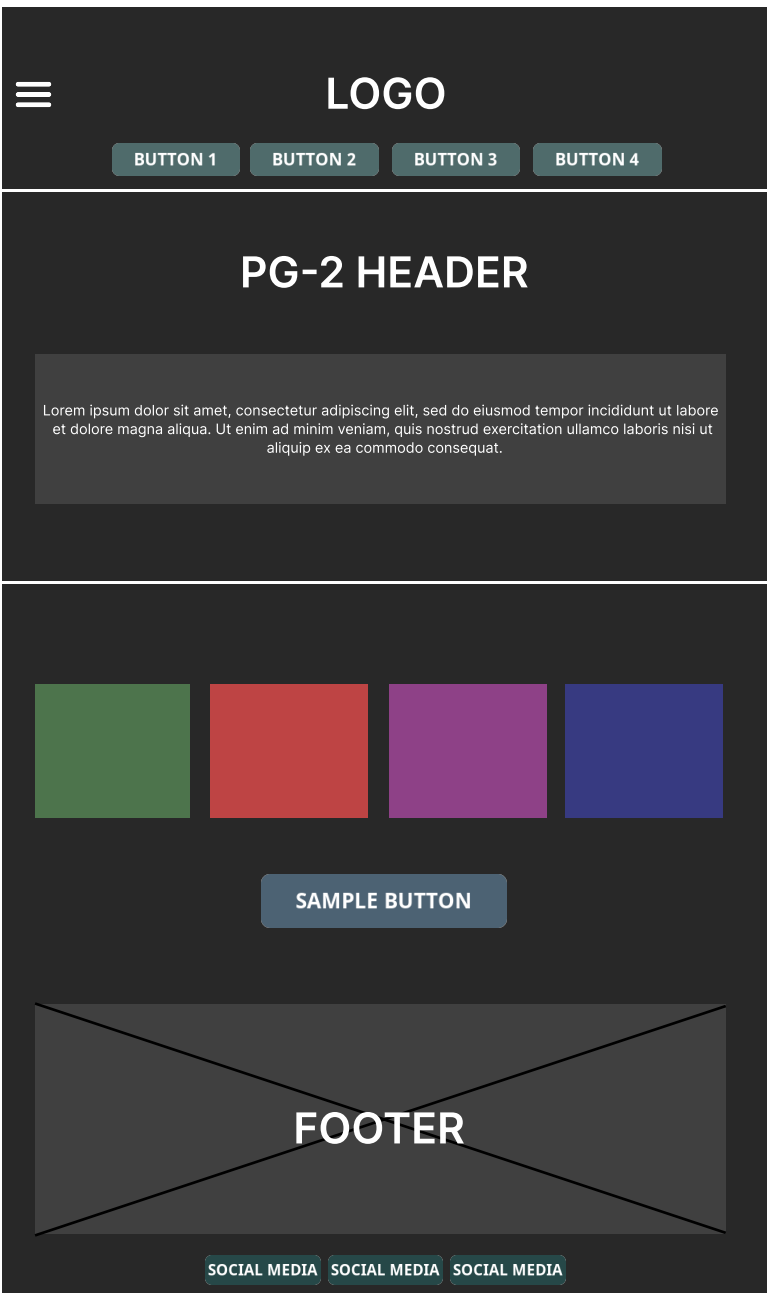 LOGO
BUTTON 1 BUTTON 2 BUTTON 3 BUTTON 4
PG-2 HEADER
Lorem ipsum dolor sit amet, consectetur adipiscing elit, sed do eiusmod tempor incididunt ut labore
et dolore magna aliqua. Ut enim ad minim veniam, quis nostrud exercitation ullamco laboris nisi ut
aliquip ex ea commodo consequat.
SAMPLE BUTTON
FOOTER
SOCIAL MEDIA SOCIAL MEDIA SOCIAL MEDIA